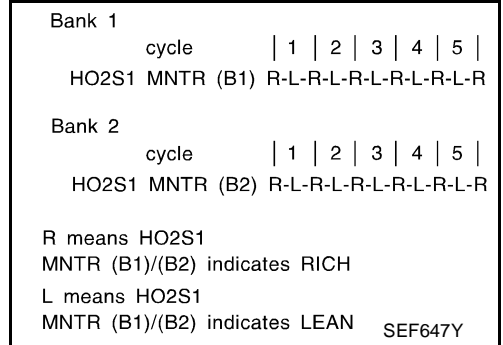 Bank 1
cycle | 1 | 2 | 3 | 4 | 5 |
HO2S1 MNTR (B1) R-L-R-L-R-L-R-L-R-L-R
Bank 2
cycle | 1 | 2 | 3 | 4 | 5 |
HO2S1 MNTR (B2) R-L-R-L-R-L-R-L-R-L-R
R means HO2S1
MNTR (B1)/(B2) indicates RICH
L means HO2S1
MNTR (B1)/(B2) indicates LEAN
SEF647Y